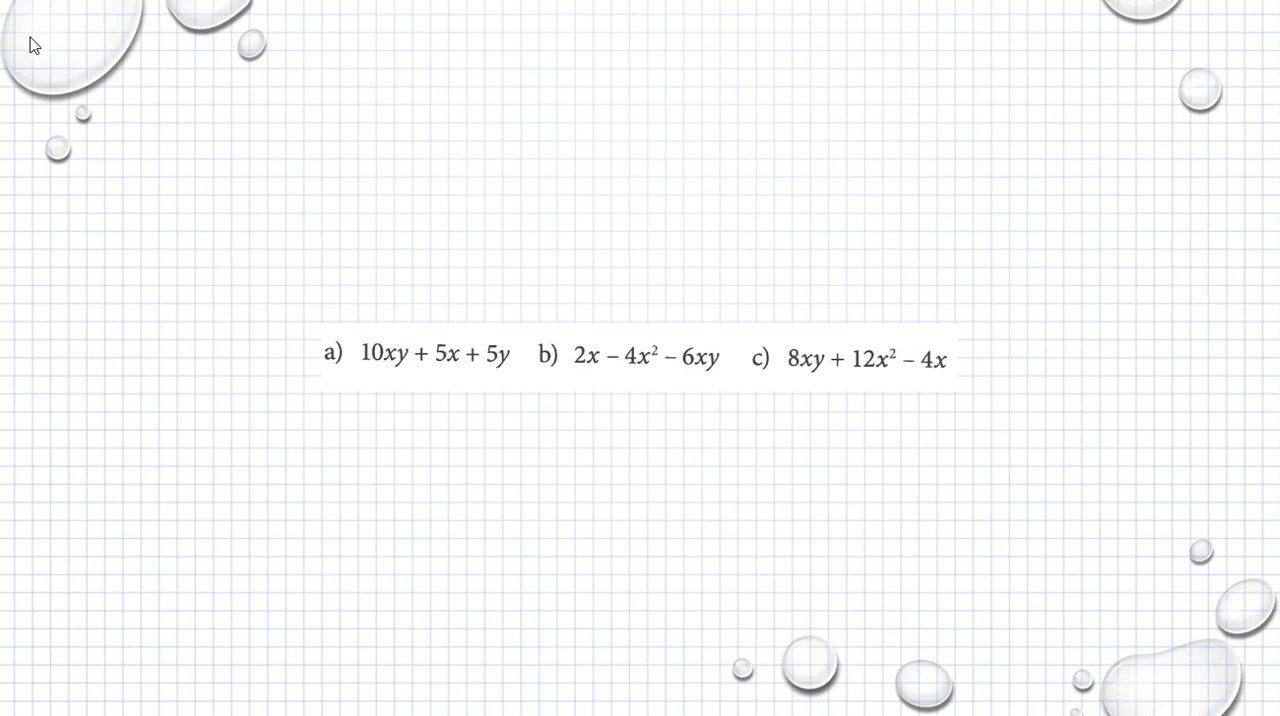 a) 10xy + 5x + 5y b) 2x – 4x² – 6xy c) 8xy + 12x² – 4x